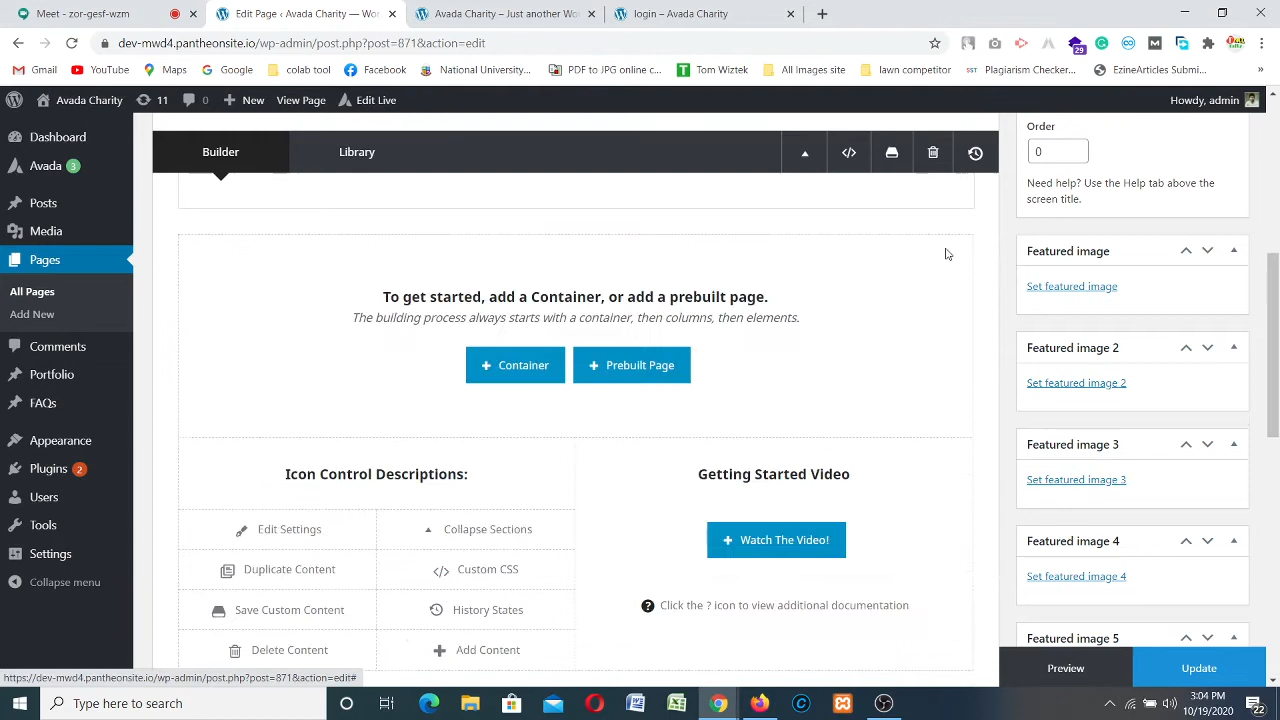 Meet - zor-gesf-wzn
Edit Page ‹ Avada Charity — Wor
Avada Charity – Just another Wo
login – Avada Charity
dev-mwd4.pantheonsite.io/wp-admin/post.php?post=871&action=edit
29
Gmail
YouTube
Maps
Google
colab tool
Facebook
National University...
PDF to JPG online c...
Tom Wiztek
All Images site
lawn competitor
SST Plagiarism Checker...
EzineArticles Submi...
»
Avada Charity
11
0
New
View Page
Edit Live
Howdy, admin
Dashboard
Avada 3
Posts
Media
Pages
All Pages
Add New
Comments
Portfolio
FAQs
Appearance
Plugins 2
Users
Tools
Settings
Collapse menu
Builder
Library
To get started, add a Container, or add a prebuilt page.
The building process always starts with a container, then columns, then elements.
+ Container
+ Prebuilt Page
Icon Control Descriptions:
Edit Settings
Collapse Sections
Duplicate Content
Custom CSS
Save Custom Content
History States
Delete Content
Add Content
Getting Started Video
+ Watch The Video!
Click the ? icon to view additional documentation
Order
0
Need help? Use the Help tab above the
screen title.
Featured image
Set featured image
Featured image 2
Set featured image 2
Featured image 3
Set featured image 3
Featured image 4
Set featured image 4
Featured image 5
Preview
Update
https://dev-mwd4.pantheonsite.io/wp-admin/post.php?post=871&action=edit#
Type here to search
3:04 PM
10/19/2020
22